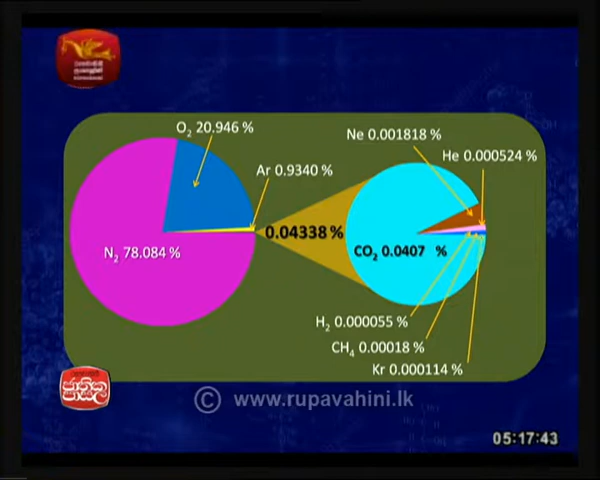 O2 20.946 %
Ar 0.9340 %
N2 78.084 %
0.04338 %
Ne 0.001818 %
He 0.000524 %
CO2 0.0407 %
H2 0.000055 %
CH4 0.00018 %
Kr 0.000114 %
ජාතික
පාසල
© www.rupavahini.lk
05:17:43